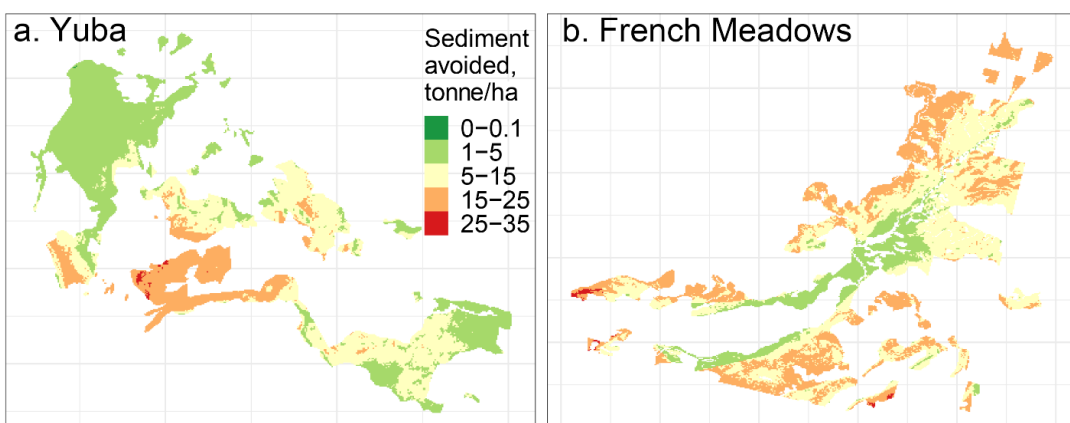 a. Yuba
Sediment
avoided,
tonne/ha
0−0.1
1−5
5−15
15−25
25−35
b. French Meadows